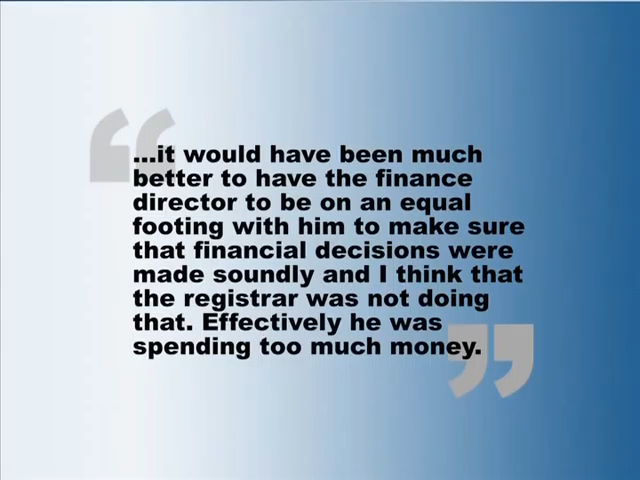 ...it would have been much
better to have the finance
director to be on an equal
footing with him to make sure
that financial decisions were
made soundly and I think that
the registrar was not doing
that. Effectively he was
spending too much money.